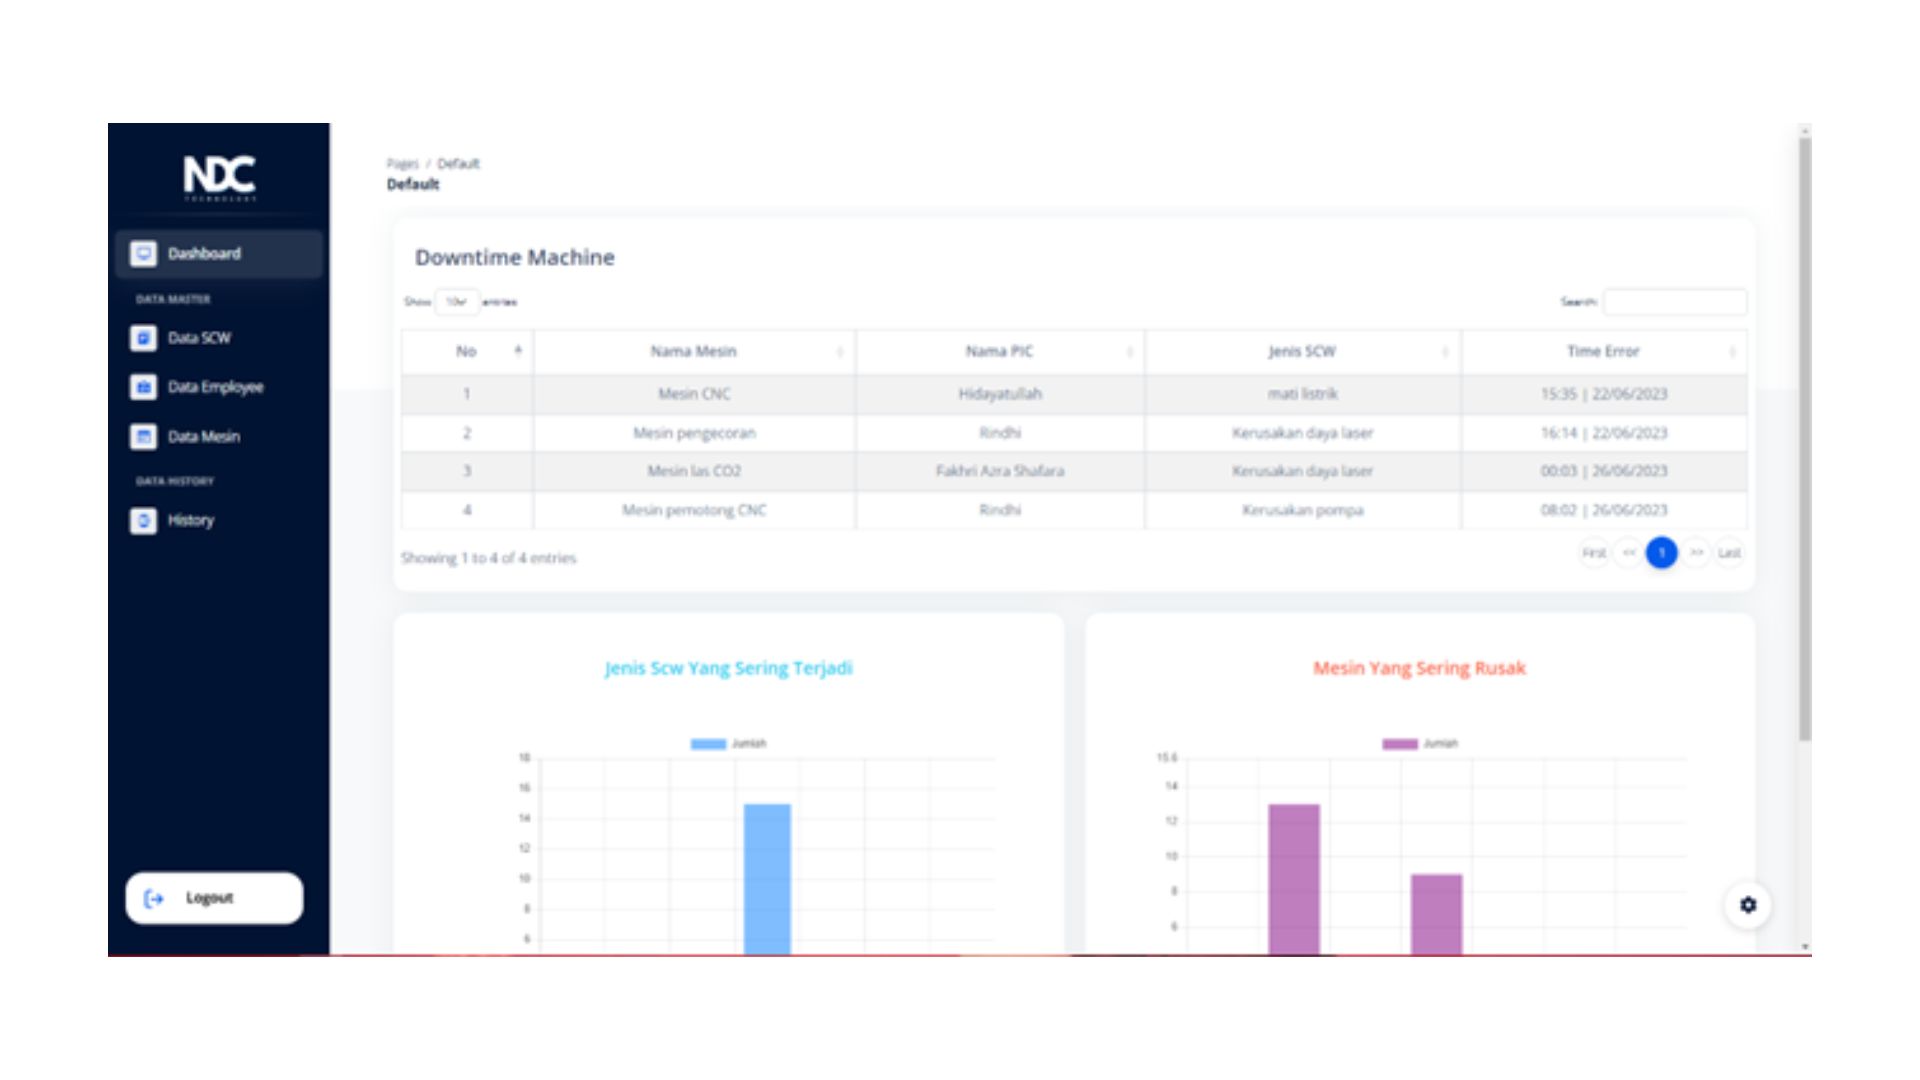 NDC
TECHNOLOGY
Dashboard
DATA MASTER
Data SCW
Data Employee
Data Mesin
DATA HISTORY
History
Logout
Pages / Default
Default
Downtime Machine
Show 10 entries
Search:
No Nama Mesin Nama PIC Jenis SCW Time Error
1 Mesin CNC Hidayatullah mati listrik 15:35 | 22/06/2023
2 Mesin pengecoran Rindhi Kerusakan daya laser 16:14 | 22/06/2023
3 Mesin las CO2 Fakhri Azra Shafara Kerusakan daya laser 00:03 | 26/06/2023
4 Mesin pemotong CNC Rindhi Kerusakan pompa 08:02 | 26/06/2023
Showing 1 to 4 of 4 entries
First << 1 >> Last
Jenis Scw Yang Sering Terjadi
Jumlah
18
16
14
12
10
8
6
Mesin Yang Sering Rusak
Jumlah
15.6
14
12
10
8
6